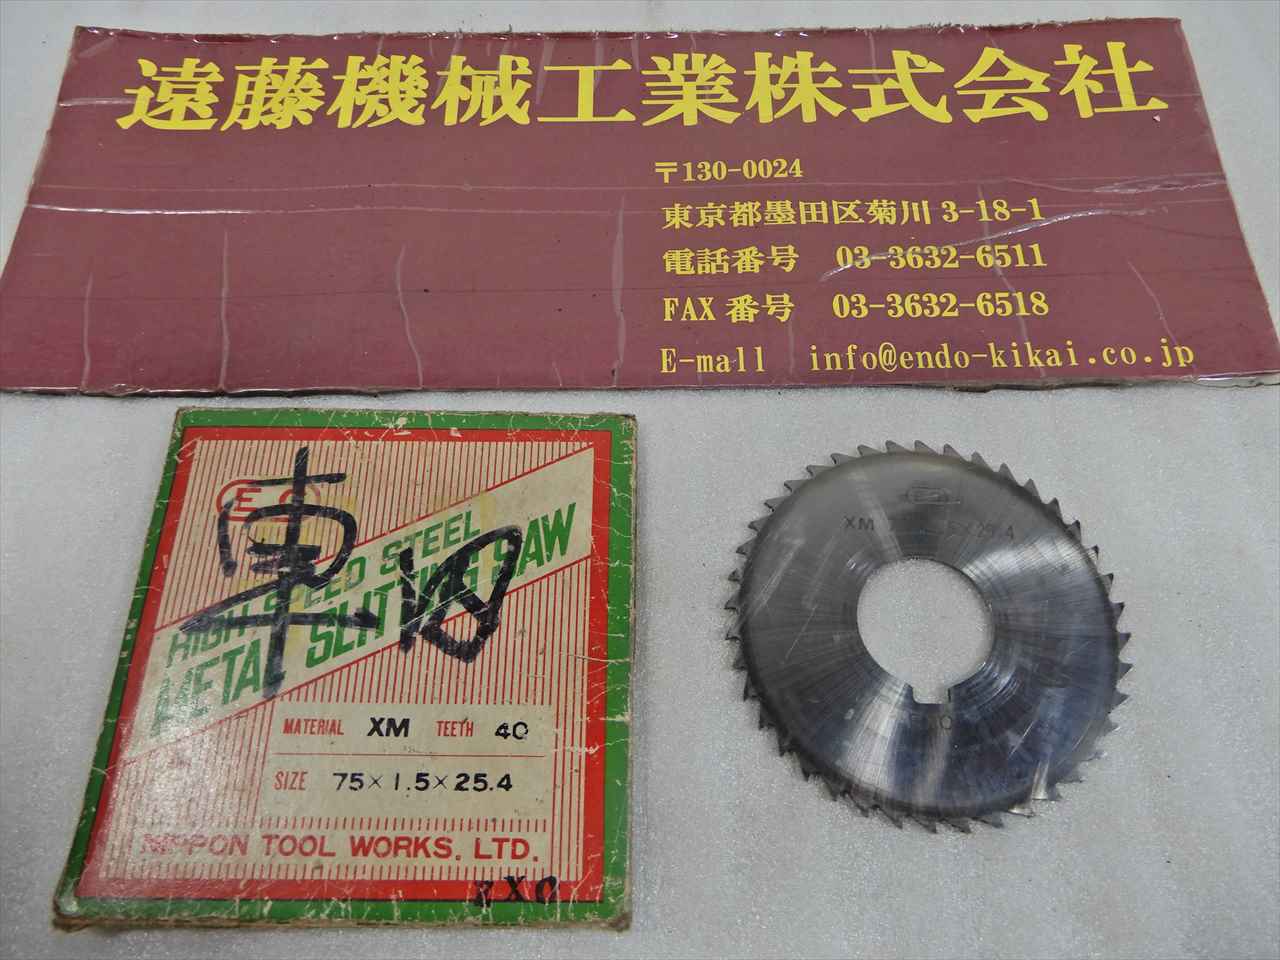 遠藤機械工業株式会社
〒130-0024
東京都墨田区菊川 3-18-1
電話番号 03-3632-6511
FAX 番号 03-3632-6518
E-mall info@endo-kikai.co.jp
HIGH SPEED STEEL
METAL SLITTING SAW
MATERIAL XM TEETH 40
SIZE 75×1.5×25.4
NIPPON TOOL WORKS. LTD.
XM
×25.4